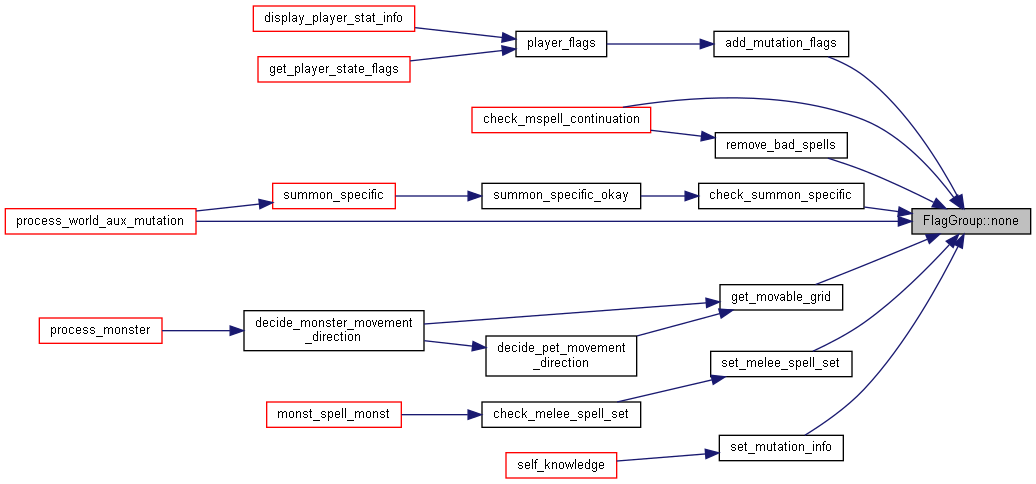 display_player_stat_info
player_flags
add_mutation_flags
get_player_state_flags
check_mspell_continuation
remove_bad_spells
summon_specific
summon_specific_okay
check_summon_specific
process_world_aux_mutation
FlagGroup::none
get_movable_grid
process_monster
decide_monster_movement
_direction
decide_pet_movement
_direction
set_melee_spell_set
monst_spell_monst
check_melee_spell_set
set_mutation_info
self_knowledge